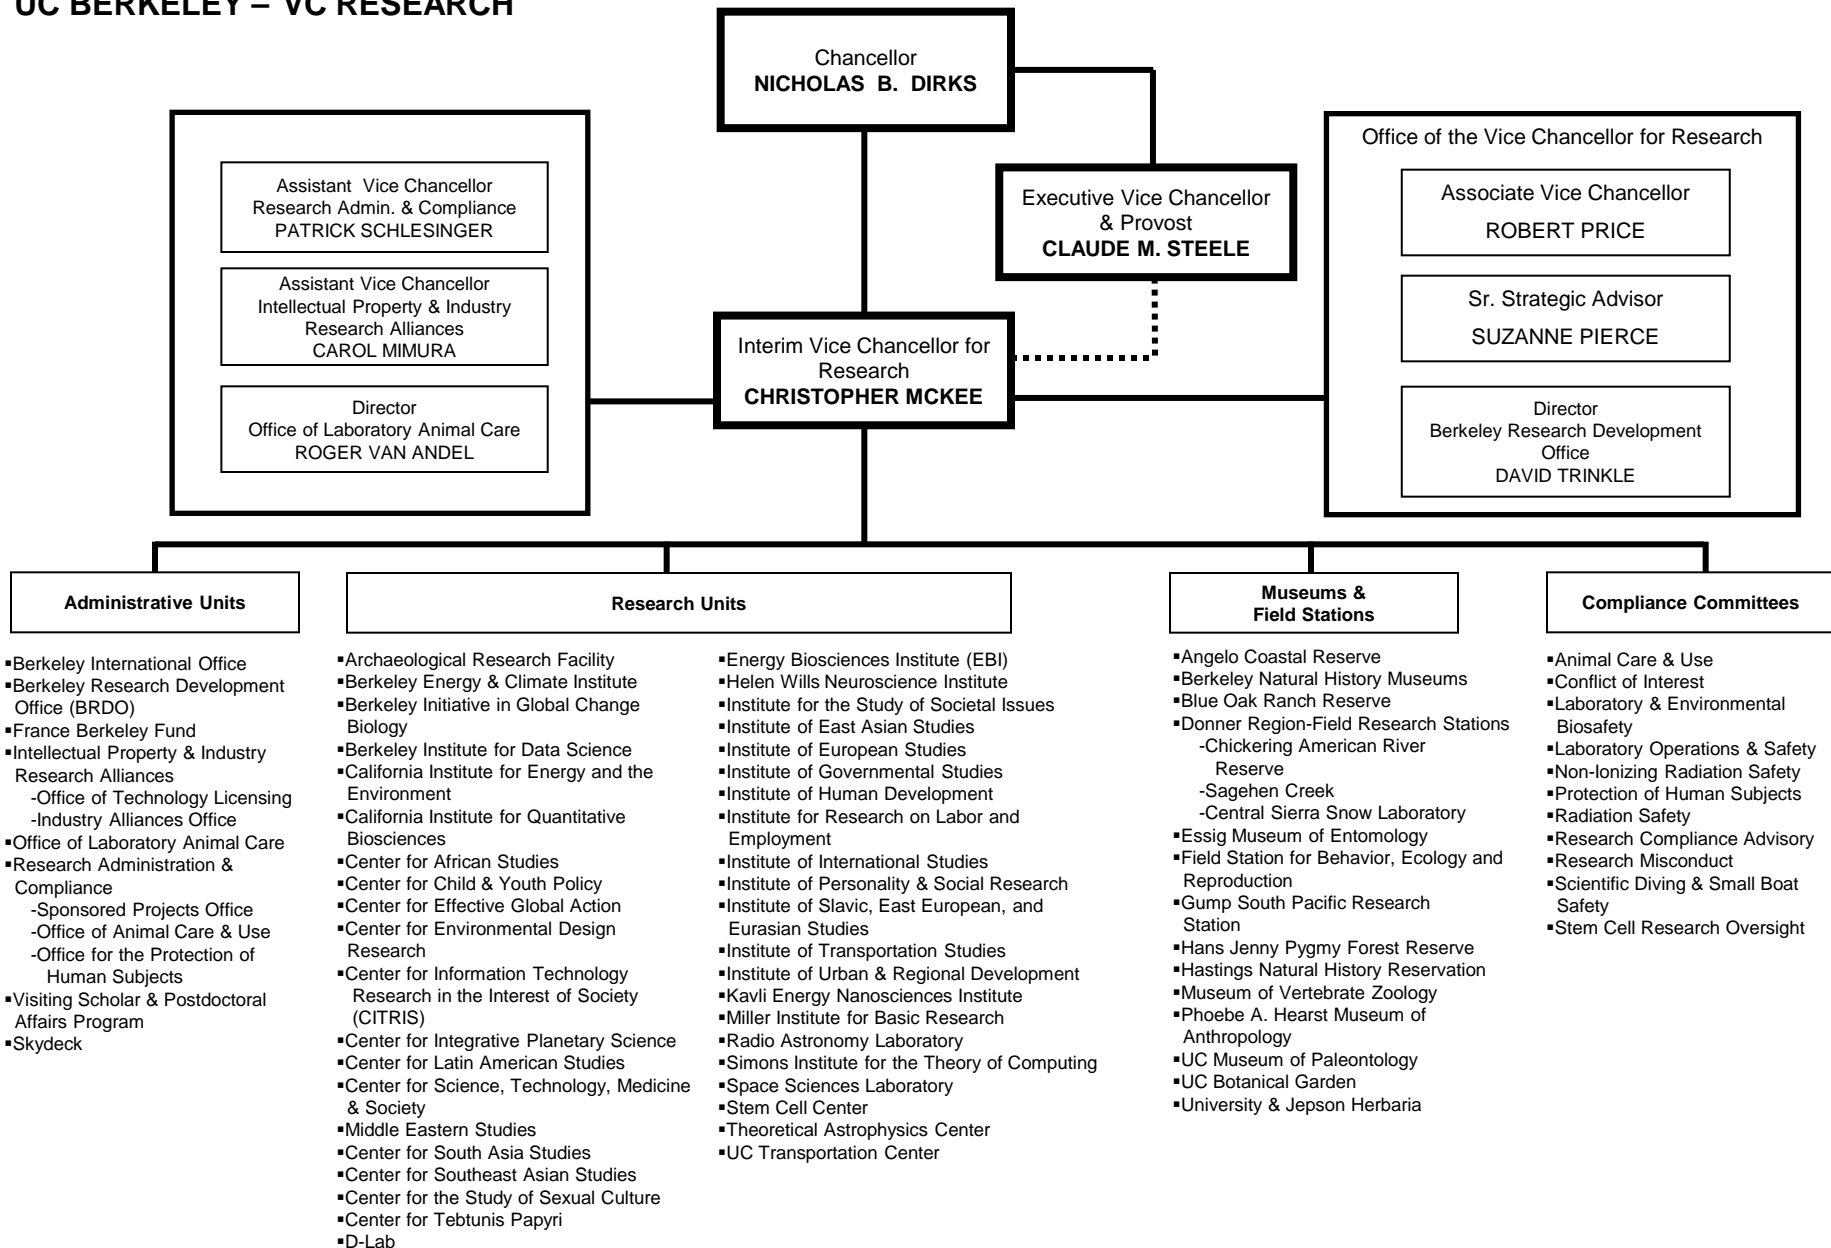 UC BERKELEY – VC RESEARCH
Chancellor
NICHOLAS B. DIRKS
Executive Vice Chancellor
& Provost
CLAUDE M. STEELE
Interim Vice Chancellor for
Research
CHRISTOPHER MCKEE
Assistant Vice Chancellor
Research Admin. & Compliance
PATRICK SCHLESINGER
Assistant Vice Chancellor
Intellectual Property & Industry
Research Alliances
CAROL MIMURA
Director
Office of Laboratory Animal Care
ROGER VAN ANDEL
Office of the Vice Chancellor for Research
Associate Vice Chancellor
ROBERT PRICE
Sr. Strategic Advisor
SUZANNE PIERCE
Director
Berkeley Research Development
Office
DAVID TRINKLE
Administrative Units
▪Berkeley International Office
▪Berkeley Research Development
Office (BRDO)
▪France Berkeley Fund
▪Intellectual Property & Industry
Research Alliances
-Office of Technology Licensing
-Industry Alliances Office
▪Office of Laboratory Animal Care
▪Research Administration &
Compliance
-Sponsored Projects Office
-Office of Animal Care & Use
-Office for the Protection of
Human Subjects
▪Visiting Scholar & Postdoctoral
Affairs Program
▪Skydeck
Research Units
▪Archaeological Research Facility
▪Berkeley Energy & Climate Institute
▪Berkeley Initiative in Global Change
Biology
▪Berkeley Institute for Data Science
▪California Institute for Energy and the
Environment
▪California Institute for Quantitative
Biosciences
▪Center for African Studies
▪Center for Child & Youth Policy
▪Center for Effective Global Action
▪Center for Environmental Design
Research
▪Center for Information Technology
Research in the Interest of Society
(CITRIS)
▪Center for Integrative Planetary Science
▪Center for Latin American Studies
▪Center for Science, Technology, Medicine
& Society
▪Middle Eastern Studies
▪Center for South Asia Studies
▪Center for Southeast Asian Studies
▪Center for the Study of Sexual Culture
▪Center for Tebtunis Papyri
▪D-Lab
▪Energy Biosciences Institute (EBI)
▪Helen Wills Neuroscience Institute
▪Institute for the Study of Societal Issues
▪Institute of East Asian Studies
▪Institute of European Studies
▪Institute of Governmental Studies
▪Institute of Human Development
▪Institute for Research on Labor and
Employment
▪Institute of International Studies
▪Institute of Personality & Social Research
▪Institute of Slavic, East European, and
Eurasian Studies
▪Institute of Transportation Studies
▪Institute of Urban & Regional Development
▪Kavli Energy Nanosciences Institute
▪Miller Institute for Basic Research
▪Radio Astronomy Laboratory
▪Simons Institute for the Theory of Computing
▪Space Sciences Laboratory
▪Stem Cell Center
▪Theoretical Astrophysics Center
▪UC Transportation Center
Museums &
Field Stations
▪Angelo Coastal Reserve
▪Berkeley Natural History Museums
▪Blue Oak Ranch Reserve
▪Donner Region-Field Research Stations
-Chickering American River
Reserve
-Sagehen Creek
-Central Sierra Snow Laboratory
▪Essig Museum of Entomology
▪Field Station for Behavior, Ecology and
Reproduction
▪Gump South Pacific Research
Station
▪Hans Jenny Pygmy Forest Reserve
▪Hastings Natural History Reservation
▪Museum of Vertebrate Zoology
▪Phoebe A. Hearst Museum of
Anthropology
▪UC Museum of Paleontology
▪UC Botanical Garden
▪University & Jepson Herbaria
Compliance Committees
▪Animal Care & Use
▪Conflict of Interest
▪Laboratory & Environmental
Biosafety
▪Laboratory Operations & Safety
▪Non-Ionizing Radiation Safety
▪Protection of Human Subjects
▪Radiation Safety
▪Research Compliance Advisory
▪Research Misconduct
▪Scientific Diving & Small Boat
Safety
▪Stem Cell Research Oversight